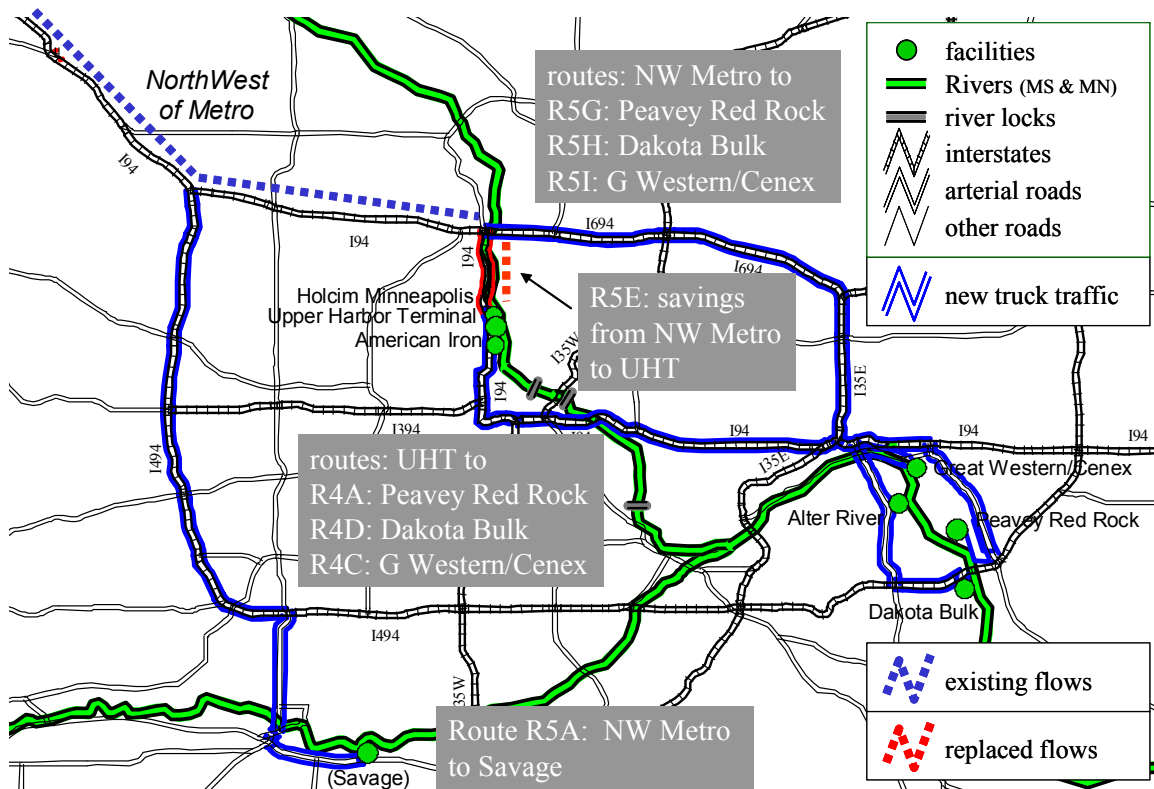 NorthWest
of Metro
I94
routes: NW Metro to
R5G: Peavey Red Rock
R5H: Dakota Bulk
R5I: G Western/Cenex
facilities
Rivers (MS & MN)
river locks
interstates
arterial roads
other roads
new truck traffic
I94
I94
I694
I694
Holcim Minneapolis
Upper Harbor Terminal
American Iron
R5E: savings
from NW Metro
to UHT
I35W
I94
I35E
I394
I94
I94
I94
I494
I35E
routes: UHT to
R4A: Peavey Red Rock
R4D: Dakota Bulk
R4C: G Western/Cenex
Great Western/Cenex
Alter River
Peavey Red Rock
Dakota Bulk
I494
35W
existing flows
replaced flows
Route R5A: NW Metro
to Savage
(Savage)